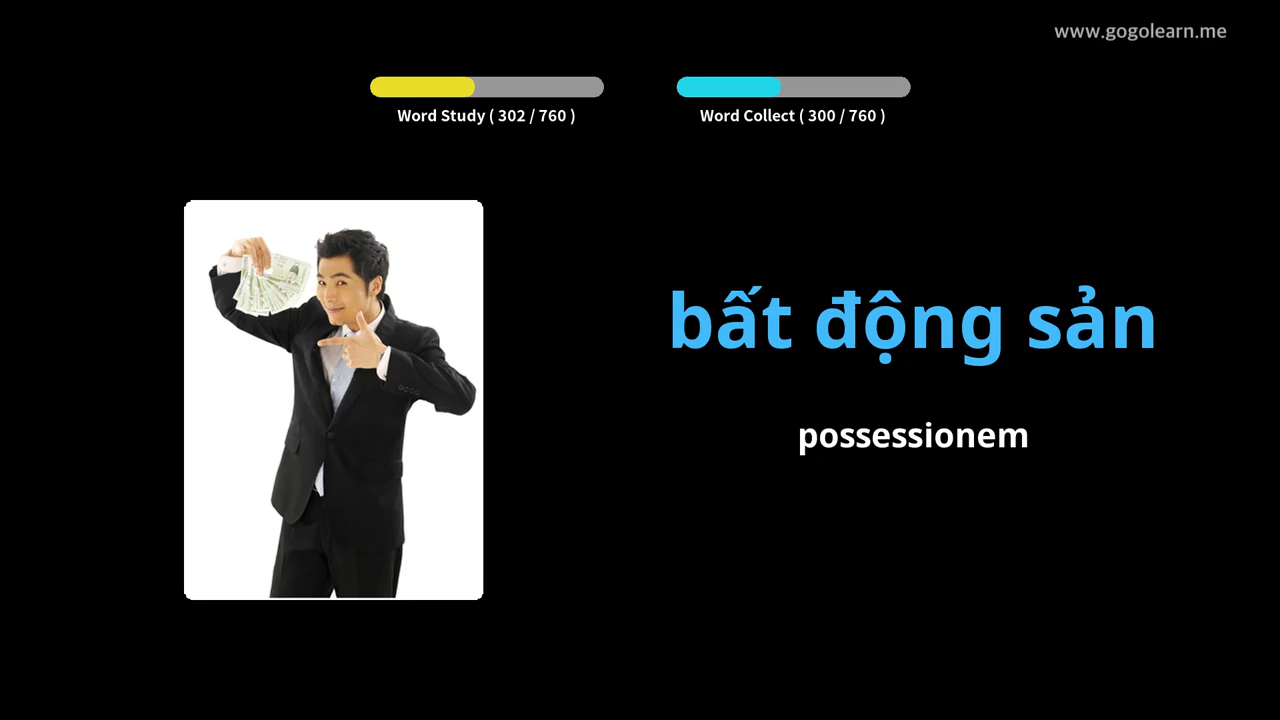 www.gogolearn.me
Word Study ( 302 / 760 )
Word Collect ( 300 / 760 )
bất động sản
possessionem